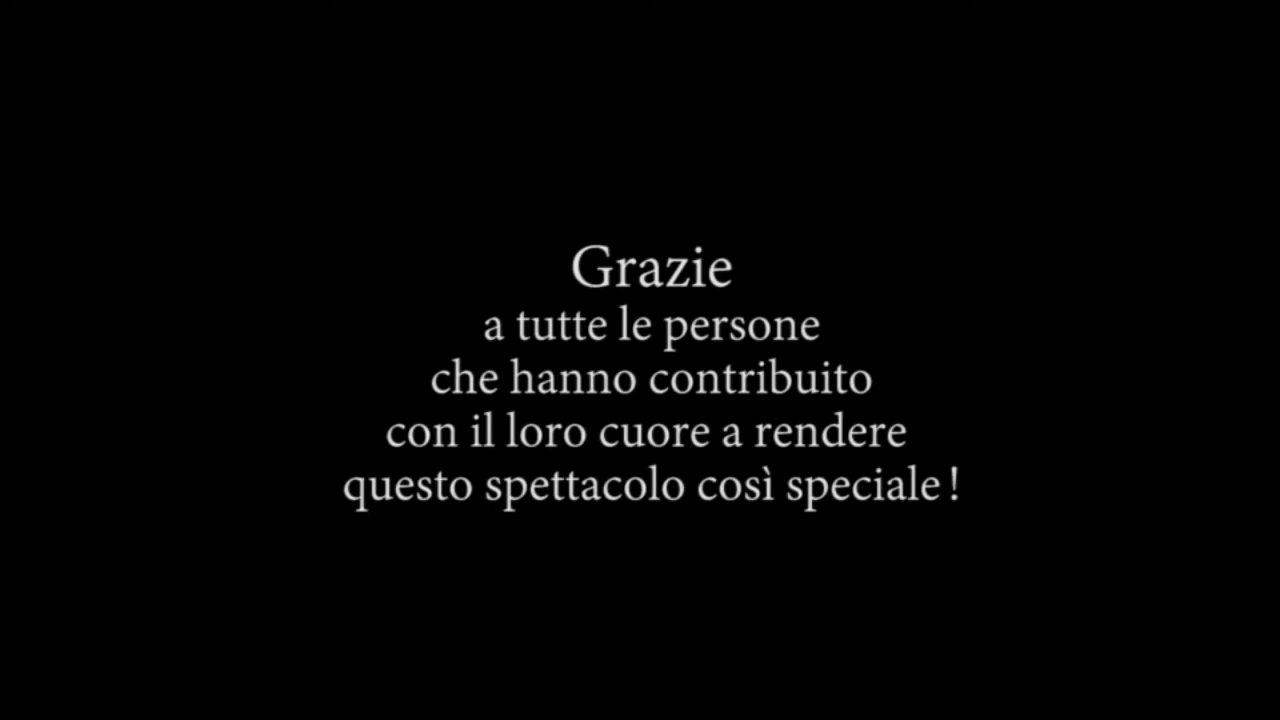 Grazie
a tutte le persone
che hanno contribuito
con il loro cuore a rendere
questo spettacolo così speciale !